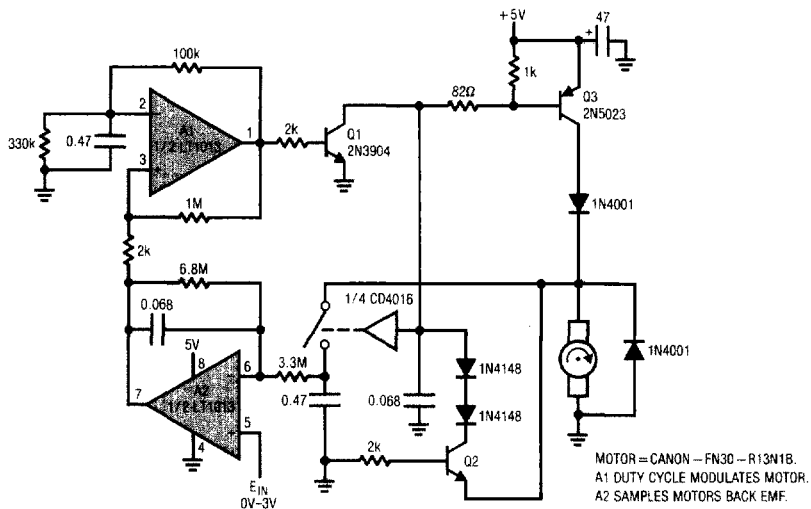 +5V
47
+
100k
1k
82Ω
Q3
2N5023
2
A1
1/2 LT1013
1
2k
Q1
2N3904
330k
0.47
3
1M
1N4001
2k
6.8M
0.068
1/4 CD4016
5V
8
7
A2
1/2 LT1013
6
3.3M
0.47
0.068
1N4148
1N4148
1N4001
5
4
2k
Q2
EIN
0V–3V
MOTOR = CANON – FN30 – R13N1B.
A1 DUTY CYCLE MODULATES MOTOR.
A2 SAMPLES MOTORS BACK EMF.